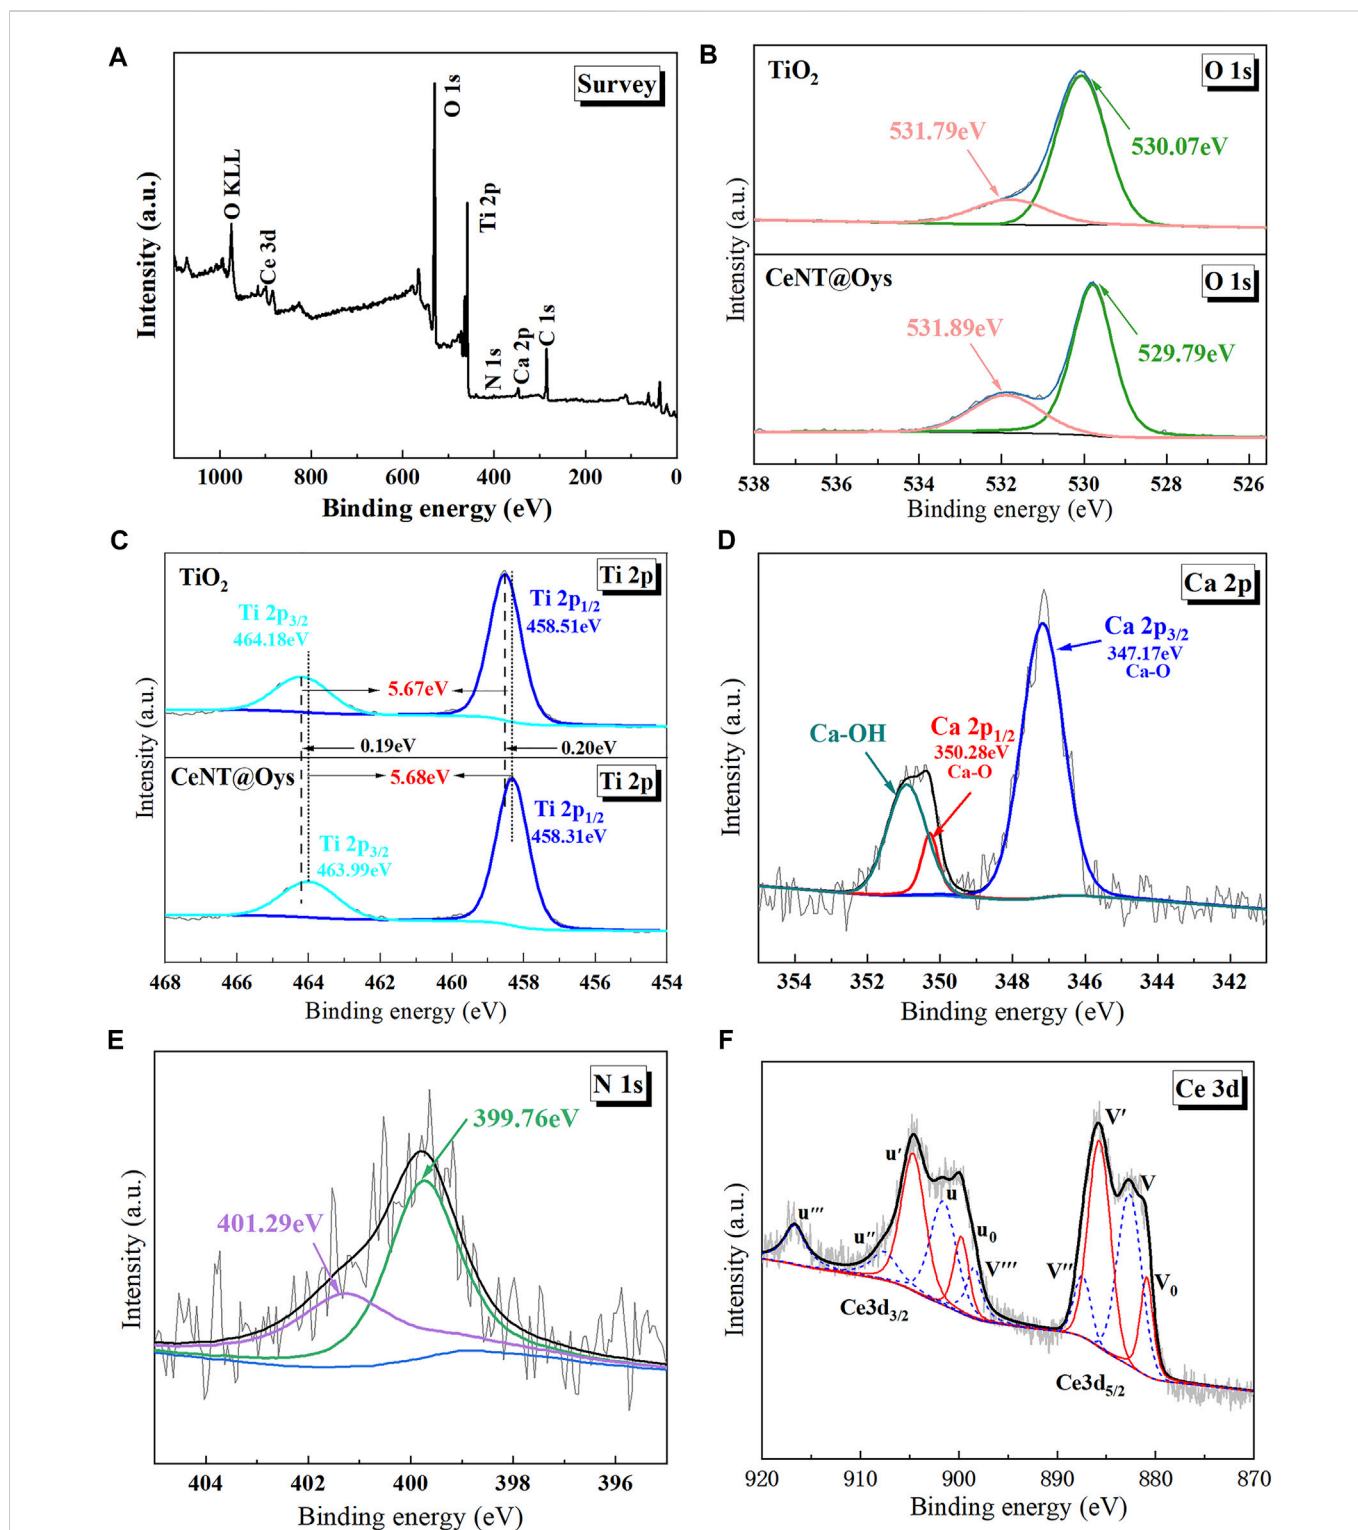 A
Survey
O KLL
Ce 3d
O 1s
Ti 2p
N 1s
Ca 2p
C 1s
Intensity (a.u.)
1000 800 600 400 200 0
Binding energy (eV)
B
TiO2
O 1s
531.79eV
530.07eV
CeNT@Oys
O 1s
531.89eV
529.79eV
Intensity (a.u.)
538 536 534 532 530 528 526
Binding energy (eV)
C
TiO2
Ti 2p
Ti 2p3/2
464.18eV
Ti 2p1/2
458.51eV
5.67eV
0.19eV
0.20eV
CeNT@Oys
Ti 2p
5.68eV
Ti 2p3/2
463.99eV
Ti 2p1/2
458.31eV
Intensity (a.u.)
468 466 464 462 460 458 456 454
Binding energy (eV)
D
Ca 2p
Ca 2p3/2
347.17eV
Ca-O
Ca-OH
Ca 2p1/2
350.28eV
Ca-O
Intensity (a.u.)
354 352 350 348 346 344 342
Binding energy (eV)
E
N 1s
399.76eV
401.29eV
Intensity (a.u.)
404 402 400 398 396
Binding energy (eV)
F
Ce 3d
V′
u′
V
u
u‴
u″
u0
V‴
V″
V0
Ce3d3/2
Ce3d5/2
Intensity (a.u.)
920 910 900 890 880 870
Binding energy (eV)